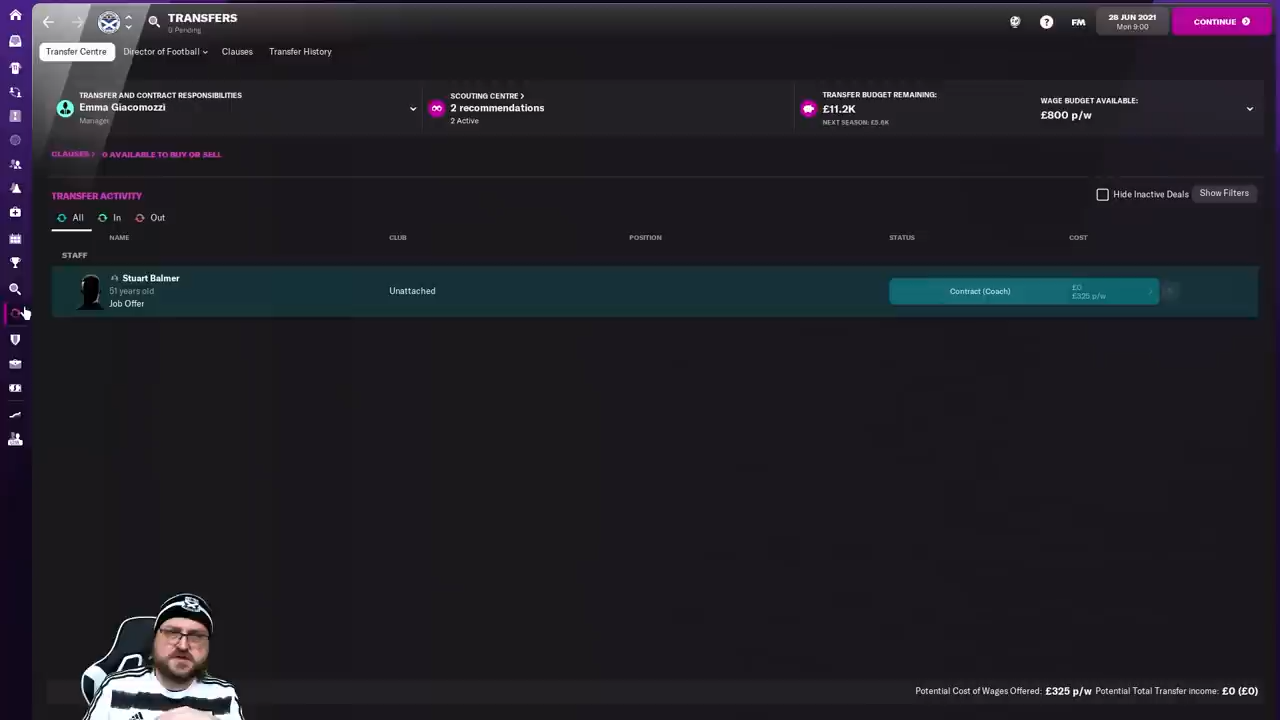 TRANSFERS
0 Pending
FM
28 JUN 2021
Mon 9:00
CONTINUE
Transfer Centre
Director of Football
Clauses
Transfer History
TRANSFER AND CONTRACT RESPONSIBILITIES
Emma Giacomozzi
Manager
SCOUTING CENTRE >
2 recommendations
2 Active
TRANSFER BUDGET REMAINING:
£11.2K
NEXT SEASON: £5.6K
WAGE BUDGET AVAILABLE:
£800 p/w
CLAUSES > 0 AVAILABLE TO BUY OR SELL
TRANSFER ACTIVITY
Hide Inactive Deals
Show Filters
All
In
Out
NAME
CLUB
POSITION
STATUS
COST
STAFF
Stuart Balmer
51 years old
Job Offer
Unattached
Contract (Coach)
£0
£325 p/w
Potential Cost of Wages Offered: £325 p/w Potential Total Transfer income: £0 (£0)